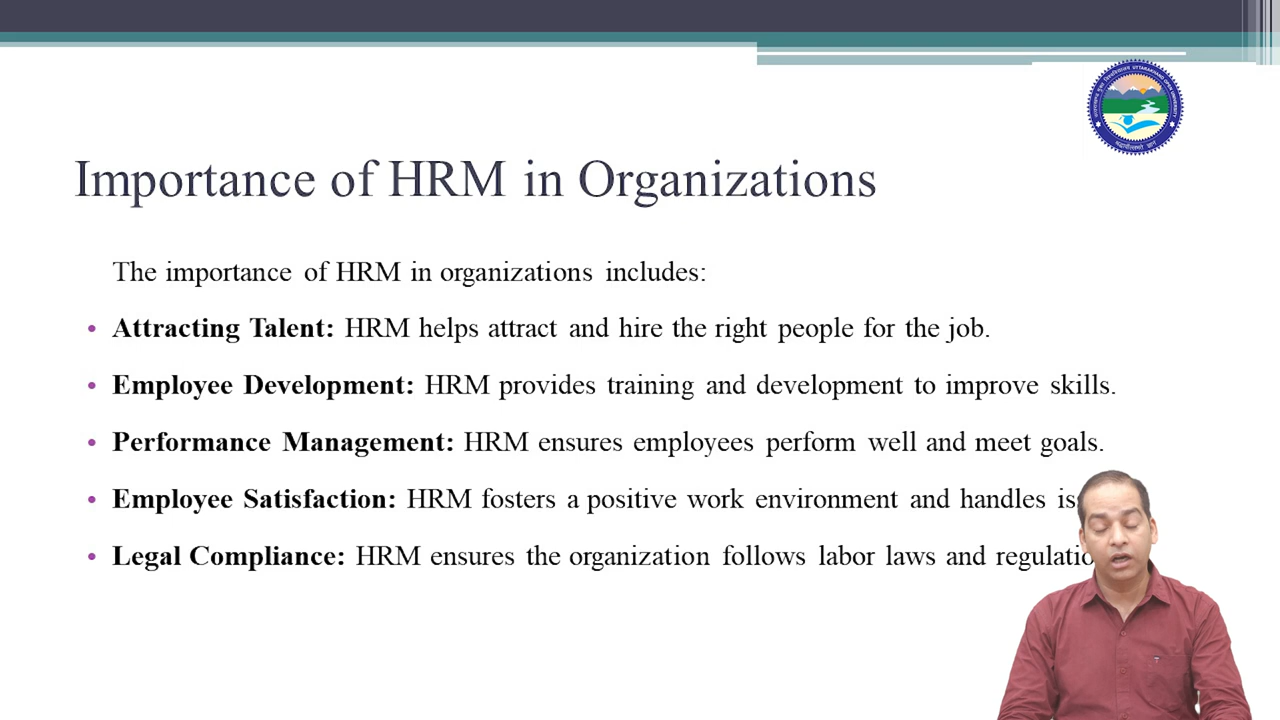 UTTARAKHAND OPEN UNIVERSITY
Importance of HRM in Organizations
The importance of HRM in organizations includes:
• Attracting Talent: HRM helps attract and hire the right people for the job.
• Employee Development: HRM provides training and development to improve skills.
• Performance Management: HRM ensures employees perform well and meet goals.
• Employee Satisfaction: HRM fosters a positive work environment and handles
• Legal Compliance: HRM ensures the organization follows labor laws and